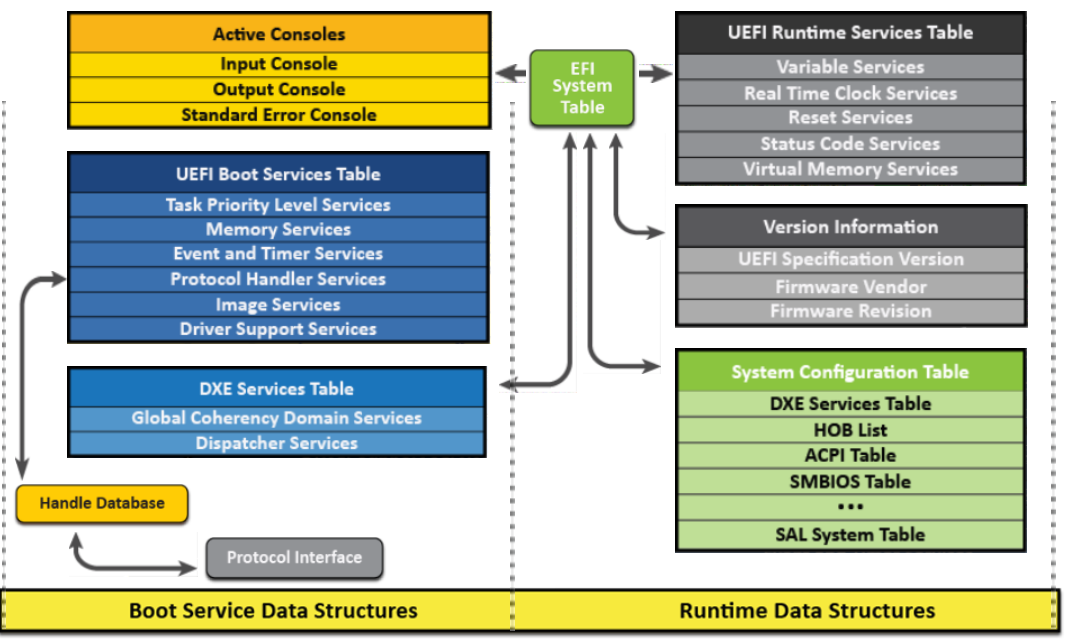 Active Consoles
Input Console
Output Console
Standard Error Console
UEFI Boot Services Table
Task Priority Level Services
Memory Services
Event and Timer Services
Protocol Handler Services
Image Services
Driver Support Services
DXE Services Table
Global Coherency Domain Services
Dispatcher Services
Handle Database
Protocol Interface
EFI
System
Table
UEFI Runtime Services Table
Variable Services
Real Time Clock Services
Reset Services
Status Code Services
Virtual Memory Services
Version Information
UEFI Specification Version
Firmware Vendor
Firmware Revision
System Configuration Table
DXE Services Table
HOB List
ACPI Table
SMBIOS Table
...
SAL System Table
Boot Service Data Structures
Runtime Data Structures